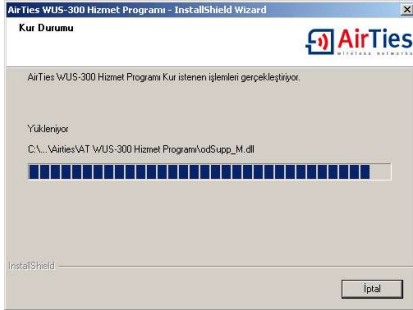 AirTies WUS-300 Hizmet Programı - InstallShield Wizard
Kur Durumu
AirTies
wireless networks
AirTies WUS-300 Hizmet Programı Kur istenen işlemleri gerçekleştiriyor.
Yükleniyor
C:\...\Airties\AT WUS-300 Hizmet Programı\odSupp_M.dll
InstallShield
İptal